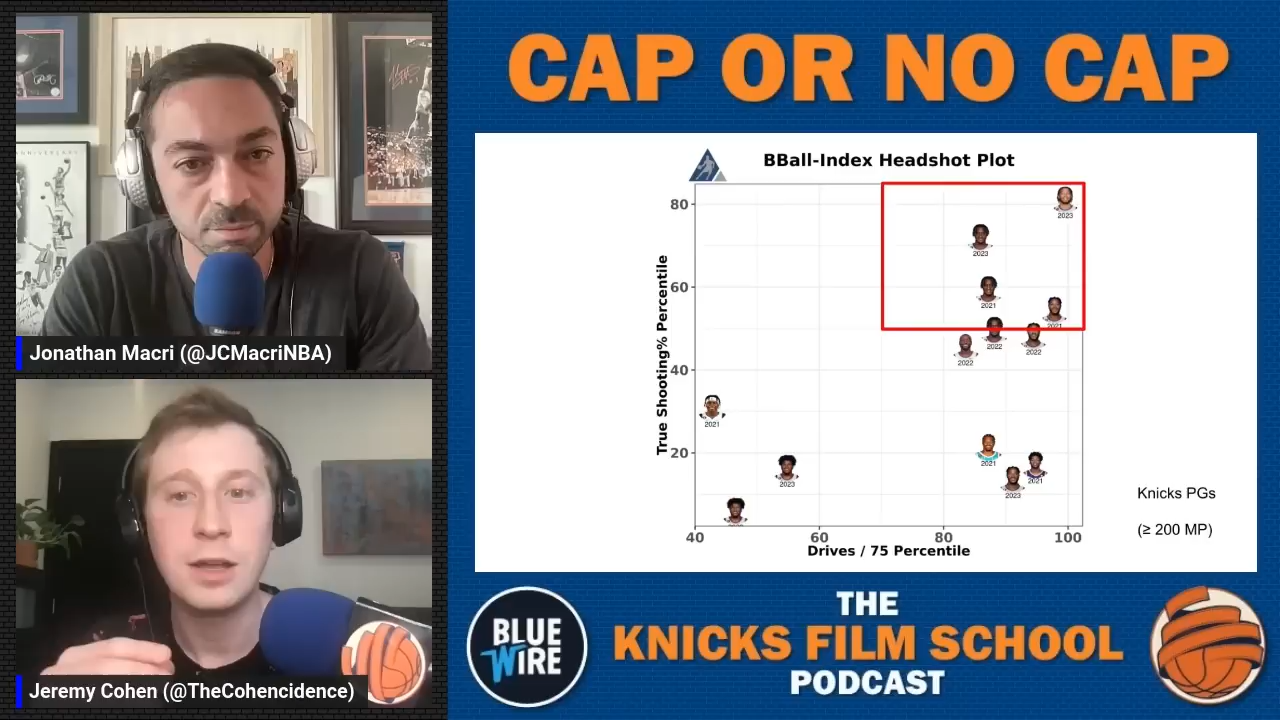 CAP OR NO CAP
Jonathan Macri (@JCMacriNBA)
Jeremy Cohen (@TheCohencidence)
BBall-Index Headshot Plot
True Shooting% Percentile
80
60
40
20
2023
2023
2021
2021
2022
2022
2022
2021
2021
2023
2021
2023
40
60
80
100
Drives / 75 Percentile
Knicks PGs
(≥ 200 MP)
BLUE
WIRE
THE
KNICKS FILM SCHOOL
PODCAST